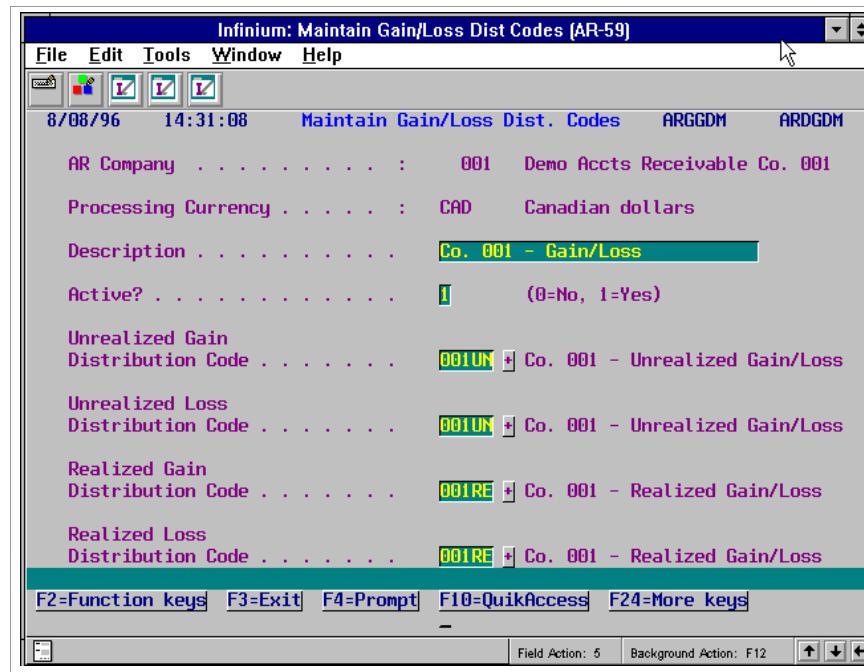 Infinium: Maintain Gain/Loss Dist Codes (AR-59)
File Edit Tools Window Help
8/08/96 14:31:08 Maintain Gain/Loss Dist. Codes ARGGDM ARDGDM
AR Company . . . . . . . . . : 001 Demo Accts Receivable Co. 001
Processing Currency . . . . . : CAD Canadian dollars
Description . . . . . . . . . . Co. 001 - Gain/Loss
Active? . . . . . . . . . . . . 1 (0=No, 1=Yes)
Unrealized Gain
Distribution Code . . . . . . . 001UN + Co. 001 - Unrealized Gain/Loss
Unrealized Loss
Distribution Code . . . . . . . 001UN + Co. 001 - Unrealized Gain/Loss
Realized Gain
Distribution Code . . . . . . . 001RE + Co. 001 - Realized Gain/Loss
Realized Loss
Distribution Code . . . . . . . 001RE + Co. 001 - Realized Gain/Loss
F2=Function keys F3=Exit F4=Prompt F10=QuikAccess F24=More keys
Field Action: 5 Background Action: F12